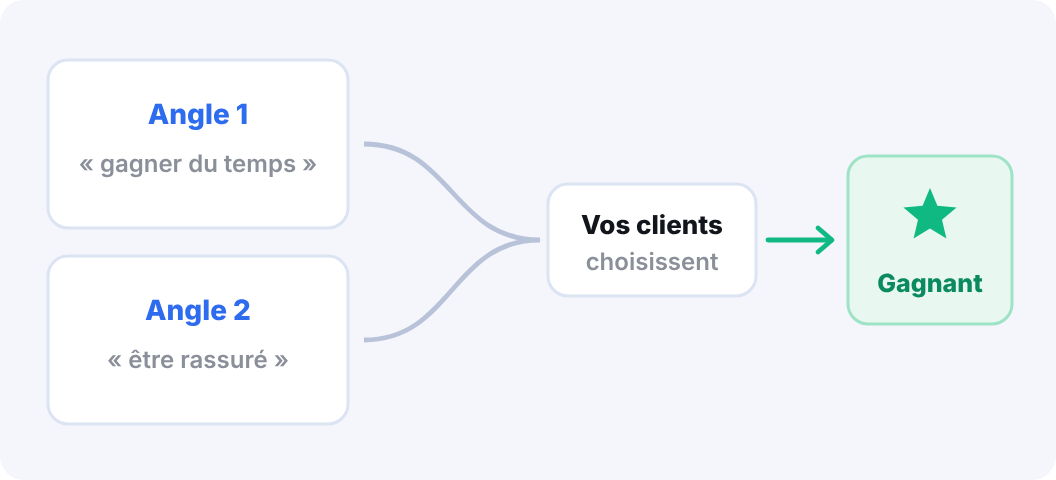 Angle 1
« gagner du temps »
Angle 2
« être rassuré »
Vos clients
choisissent
Gagnant